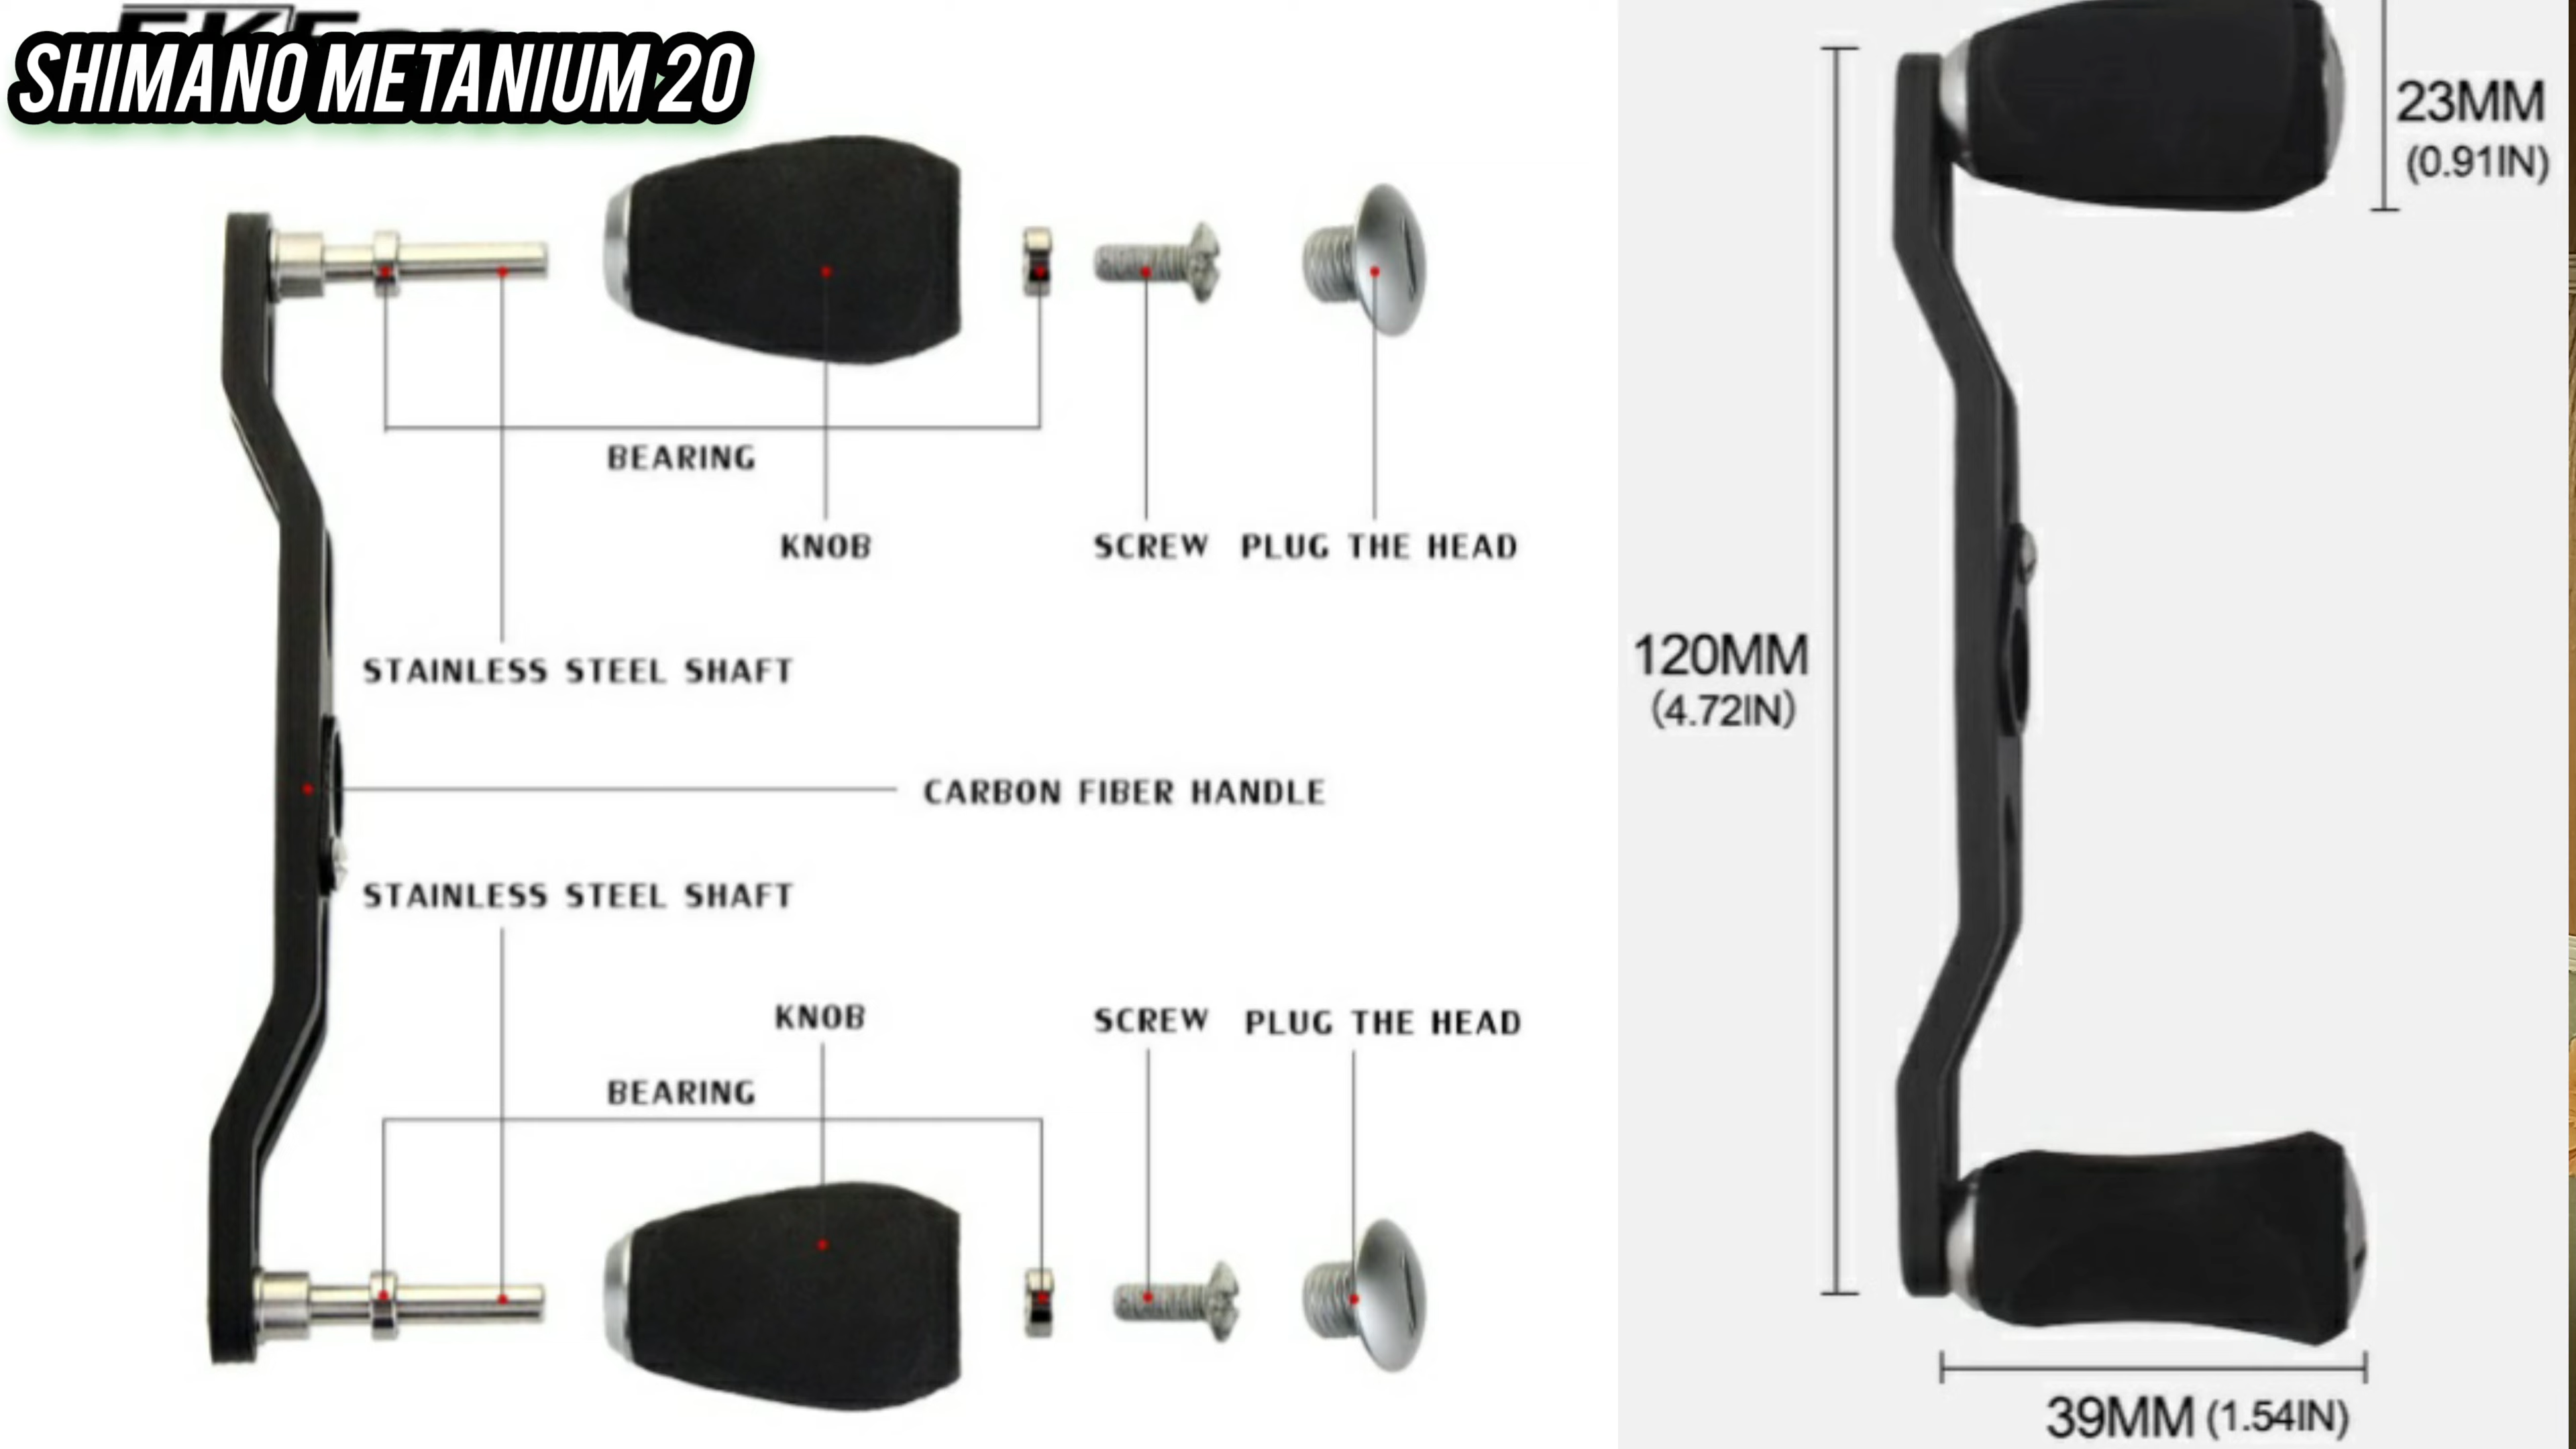 SHIMANO METANIUM 20
BEARING
KNOB
SCREW
PLUG THE HEAD
STAINLESS STEEL SHAFT
CARBON FIBER HANDLE
STAINLESS STEEL SHAFT
KNOB
SCREW
PLUG THE HEAD
BEARING
23MM
(0.91IN)
120MM
(4.72IN)
39MM (1.54IN)